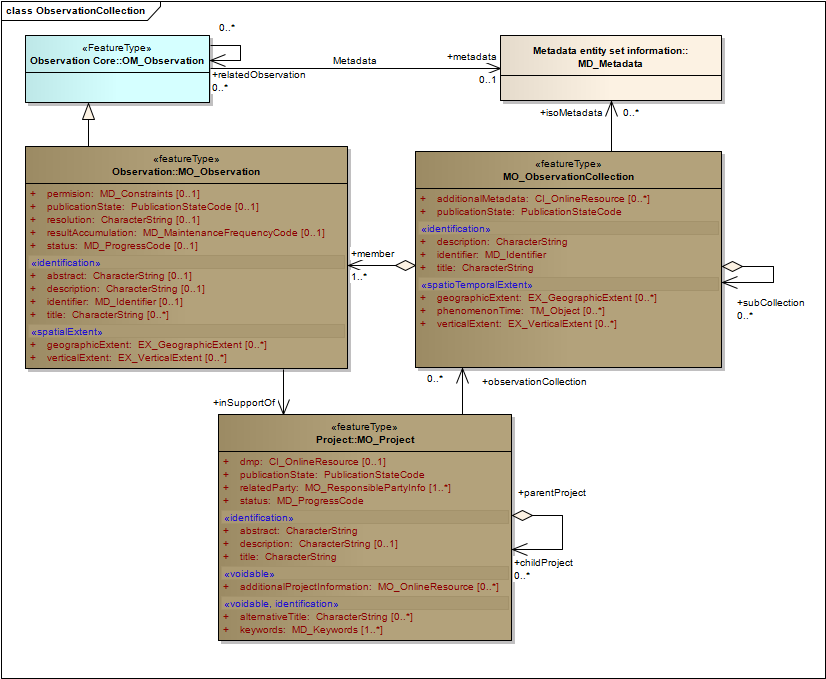 class ObservationCollection
0..*
«FeatureType»
Observation Core::OM_Observation
+relatedObservation
0..*
Metadata
+metadata
0..1
Metadata entity set information::
MD_Metadata
+isoMetadata
0..*
«featureType»
Observation::MO_Observation
+ permision: MD_Constraints [0..1]
+ publicationState: PublicationStateCode [0..1]
+ resolution: CharacterString [0..1]
+ resultAccumulation: MD_MaintenanceFrequencyCode [0..1]
+ status: MD_ProgressCode [0..1]
«identification»
+ abstract: CharacterString [0..1]
+ description: CharacterString [0..1]
+ identifier: MD_Identifier [0..1]
+ title: CharacterString [0..*]
«spatialExtent»
+ geographicExtent: EX_GeographicExtent [0..*]
+ verticalExtent: EX_VerticalExtent [0..*]
+member
1..*
«featureType»
MO_ObservationCollection
+ additionalMetadata: CI_OnlineResource [0..*]
+ publicationState: PublicationStateCode
«identification»
+ description: CharacterString
+ identifier: MD_Identifier
+ title: CharacterString
«spatioTemporalExtent»
+ geographicExtent: EX_GeographicExtent [0..*]
+ phenomenonTime: TM_Object [0..*]
+ verticalExtent: EX_VerticalExtent [0..*]
+subCollection
0..*
0..*
+observationCollection
+inSupportOf
«featureType»
Project::MO_Project
+ dmp: CI_OnlineResource [0..1]
+ publicationState: PublicationStateCode
+ relatedParty: MO_ResponsiblePartyInfo [1..*]
+ status: MD_ProgressCode
«identification»
+ abstract: CharacterString
+ description: CharacterString [0..1]
+ title: CharacterString
«voidable»
+ additionalProjectInformation: MO_OnlineResource [0..*]
«voidable, identification»
+ alternativeTitle: CharacterString [0..*]
+ keywords: MD_Keywords [1..*]
+parentProject
+childProject
0..*